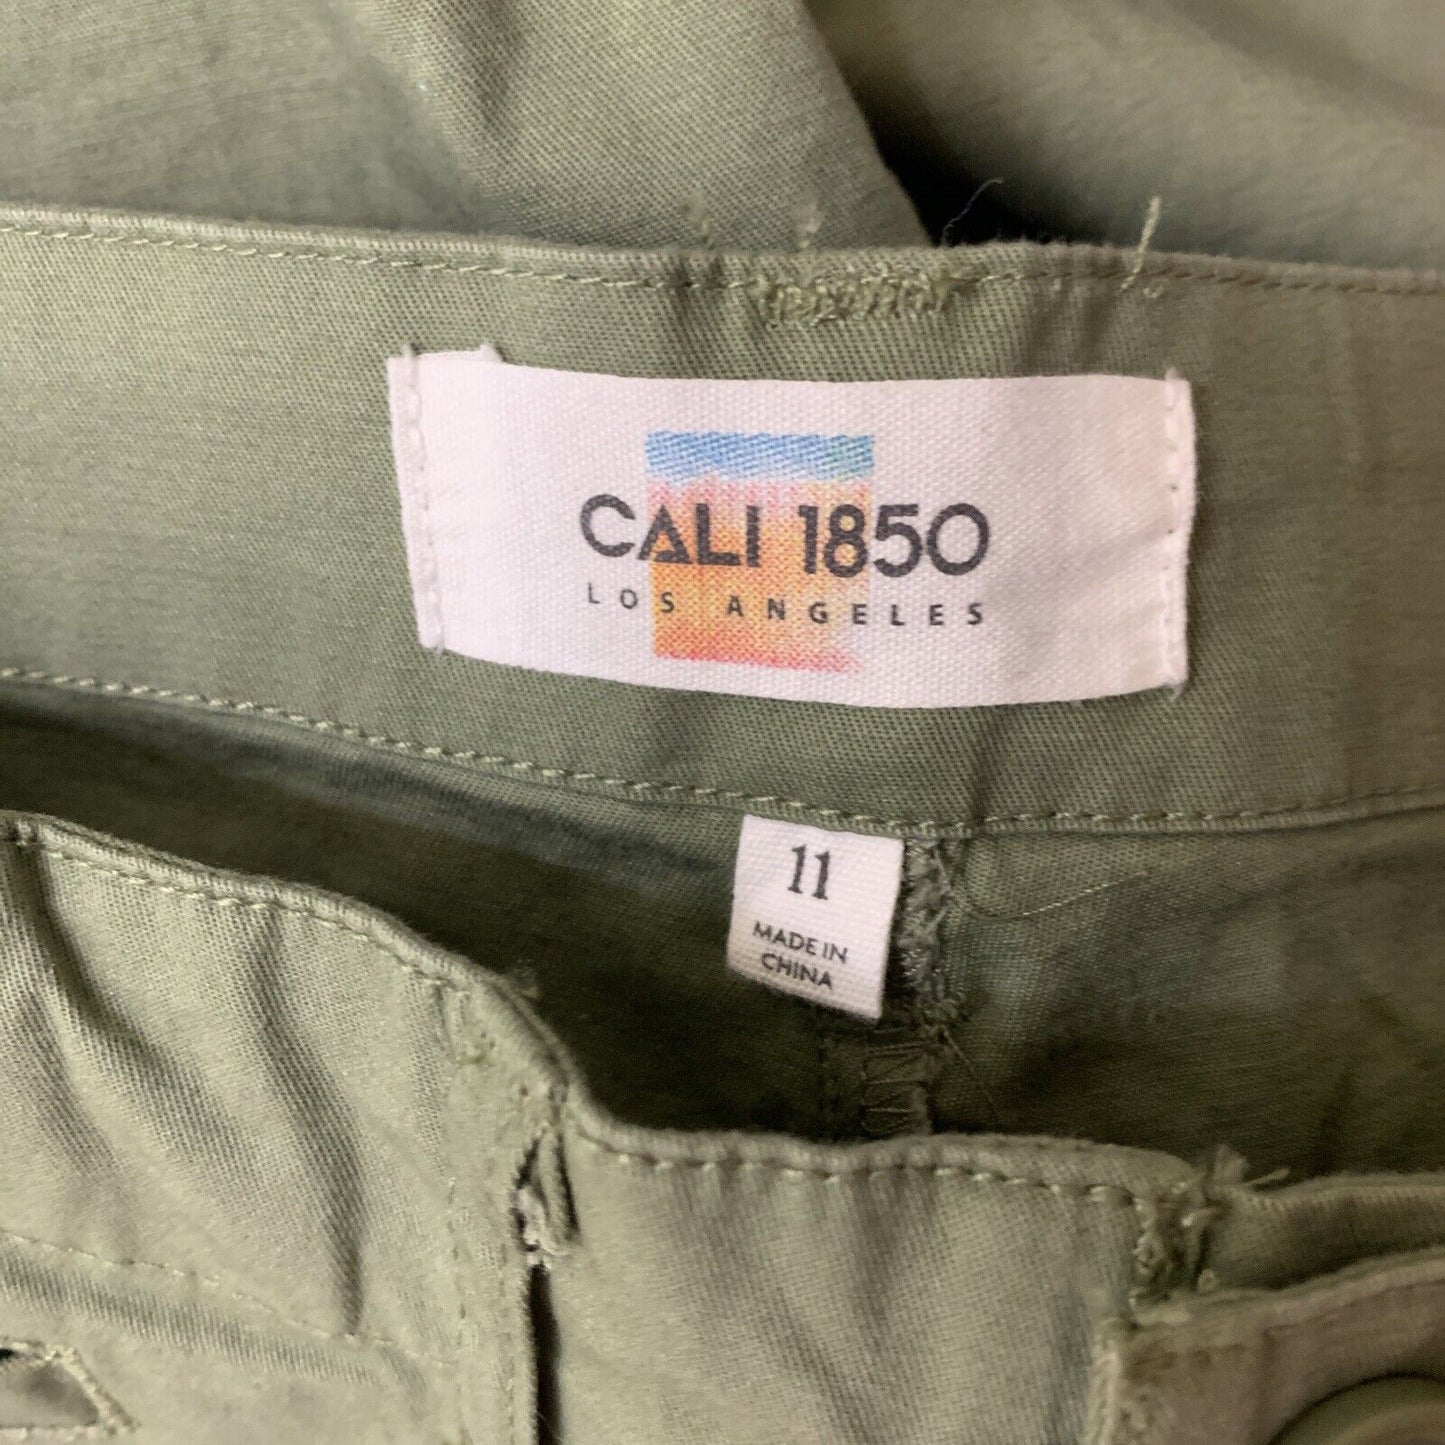 CALI 1850
LOS ANGELES
11
MADE IN
CHINA